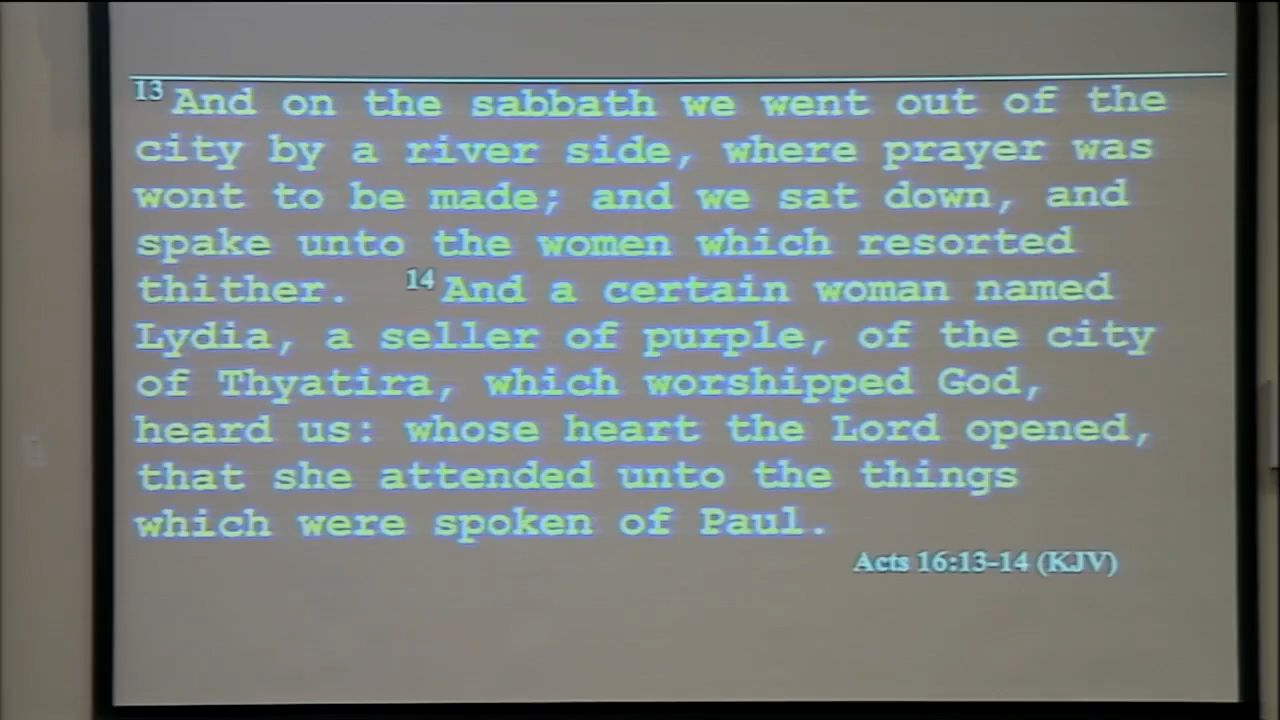 13 And on the sabbath we went out of the
city by a river side, where prayer was
wont to be made; and we sat down, and
spake unto the women which resorted
thither. 14 And a certain woman named
Lydia, a seller of purple, of the city
of Thyatira, which worshipped God,
heard us: whose heart the Lord opened,
that she attended unto the things
which were spoken of Paul.
Acts 16:13-14 (KJV)